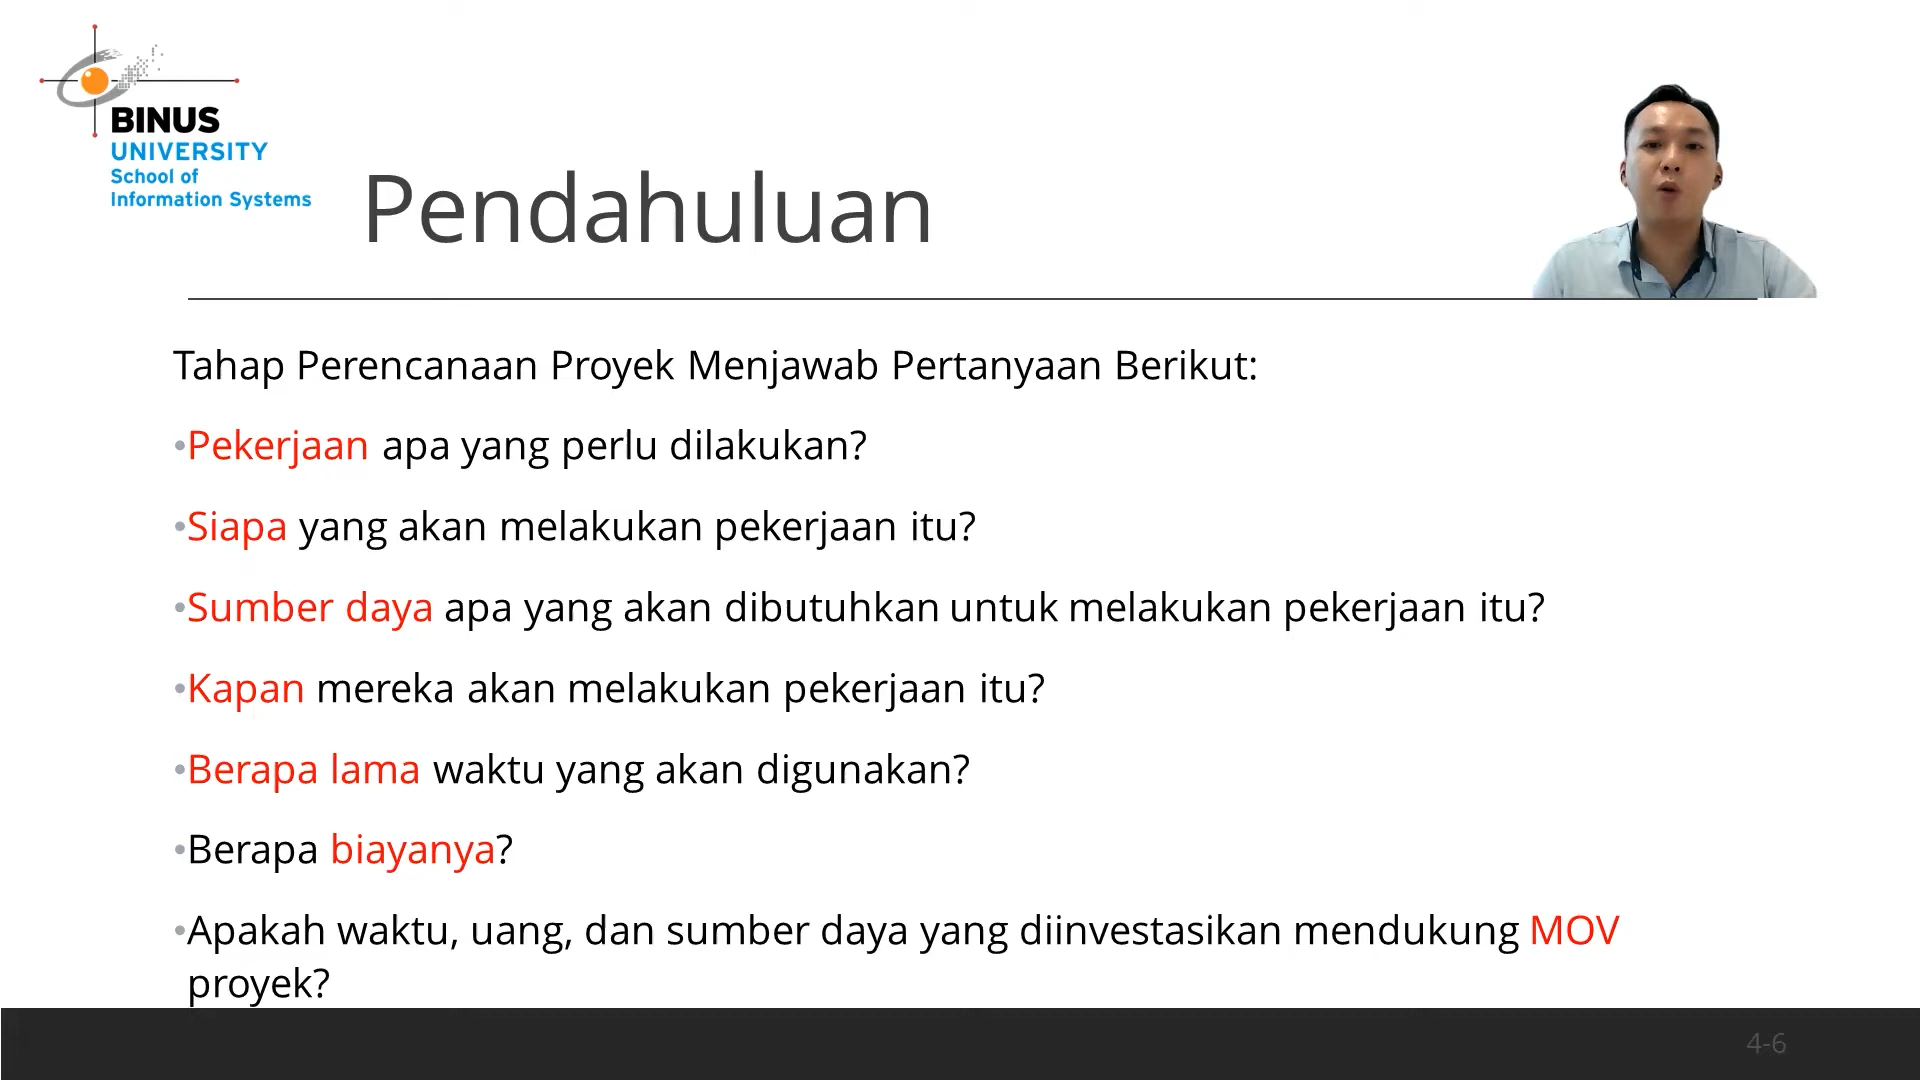 BINUS
UNIVERSITY
School of
Information Systems
Pendahuluan
Tahap Perencanaan Proyek Menjawab Pertanyaan Berikut:
•Pekerjaan apa yang perlu dilakukan?
•Siapa yang akan melakukan pekerjaan itu?
•Sumber daya apa yang akan dibutuhkan untuk melakukan pekerjaan itu?
•Kapan mereka akan melakukan pekerjaan itu?
•Berapa lama waktu yang akan digunakan?
•Berapa biayanya?
•Apakah waktu, uang, dan sumber daya yang diinvestasikan mendukung MOV
proyek?
4-6